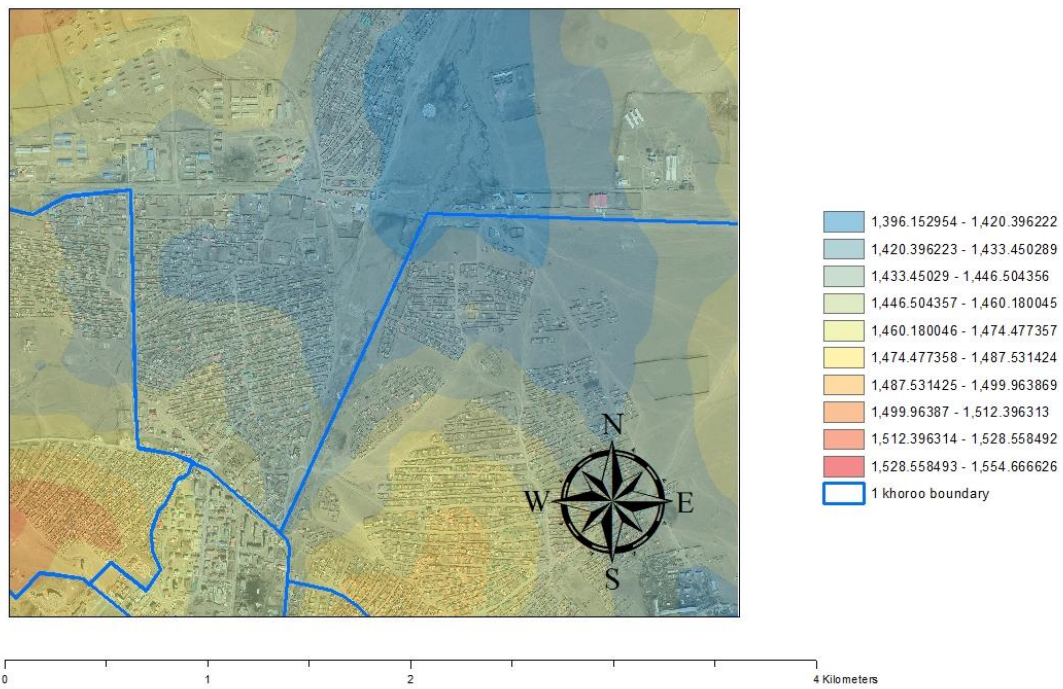 1,396.152954 - 1,420.396222
1,420.396223 - 1,433.450289
1,433.45029 - 1,446.504356
1,446.504357 - 1,460.180045
1,460.180046 - 1,474.477357
1,474.477358 - 1,487.531424
1,487.531425 - 1,499.963869
1,499.96387 - 1,512.396313
1,512.396314 - 1,528.558492
1,528.558493 - 1,554.666626
1 khoroo boundary
N
W E
S
0 1 2 4 Kilometers